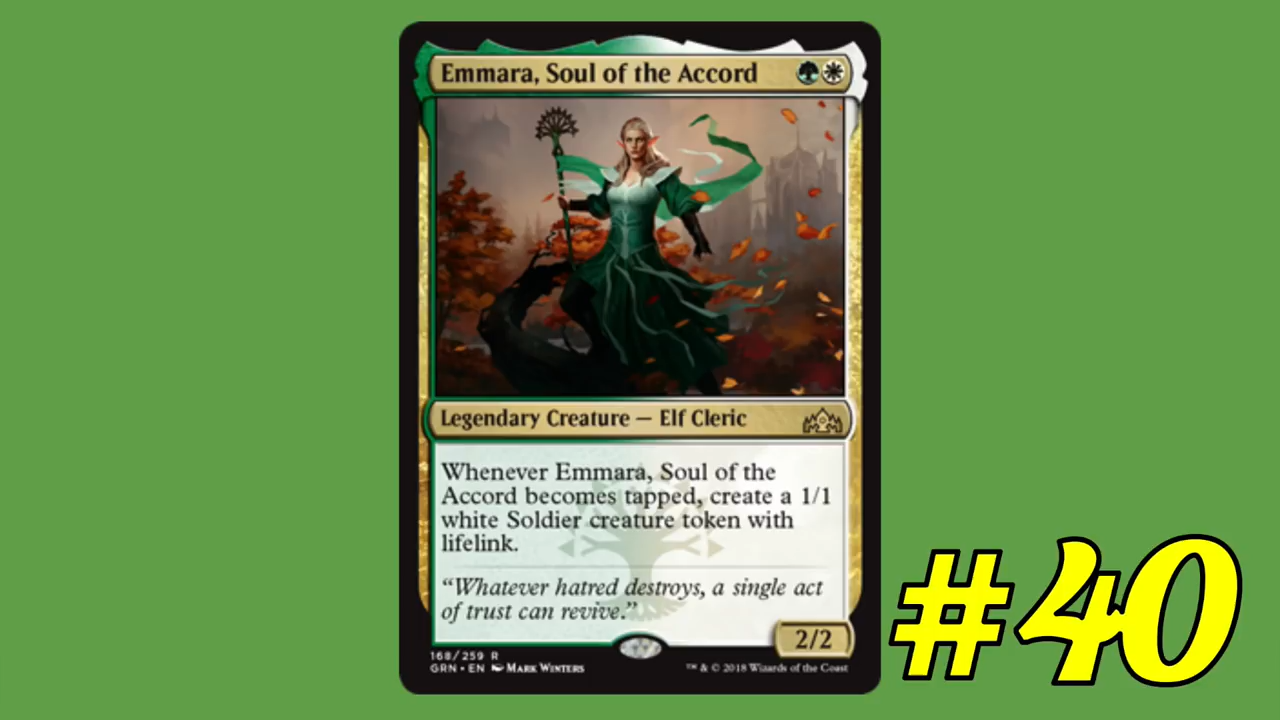 Emmara, Soul of the Accord
Legendary Creature — Elf Cleric
Whenever Emmara, Soul of the
Accord becomes tapped, create a 1/1
white Soldier creature token with
lifelink.
“Whatever hatred destroys, a single act
of trust can revive.”
2/2
168/259 R
GRN • EN MARK WINTERS
™ & © 2018 Wizards of the Coast
#40